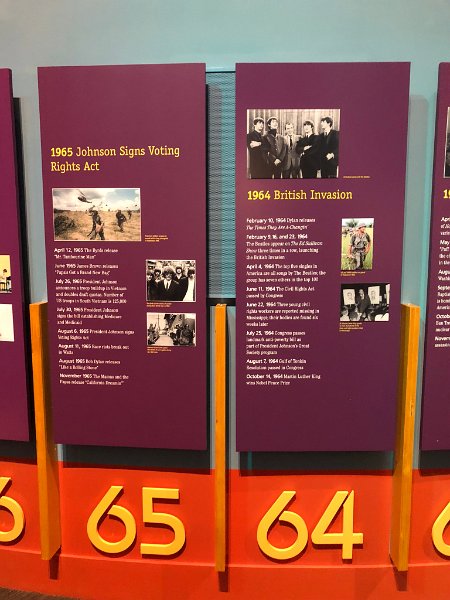 1965 Johnson Signs Voting
Rights Act
April 12, 1965 The Byrds release
"Mr. Tambourine Man"
June 1965 James Brown releases
"Papa's Got a Brand New Bag"
July 28, 1965 President Johnson
announces a troop buildup in Vietnam
and doubles draft quotas. Number of
US troops in South Vietnam is 125,000
July 30, 1965 President Johnson
signs the bill establishing Medicare
and Medicaid
August 6, 1965 President Johnson signs
Voting Rights Act
August 11, 1965 Race riots break out
in Watts
August 1965 Bob Dylan releases
"Like a Rolling Stone"
November 1965 The Mamas and the
Papas release "California Dreamin'"
65
1964 British Invasion
February 10, 1964 Dylan releases
The Times They Are A-Changin'
February 9, 16, and 23, 1964
The Beatles appear on The Ed Sullivan
Show three times in a row, launching
the British Invasion
April 4, 1964 The top five singles in
America are all songs by The Beatles; the
group has seven others in the top 100
June 11, 1964 The Civil Rights Act
passed by Congress
June 22, 1964 Three young civil
rights workers are reported missing in
Mississippi; their bodies are found six
weeks later
July 25, 1964 Congress passes
landmark anti-poverty bill as
part of President Johnson's Great
Society program
August 7, 1964 Gulf of Tonkin
Resolution passed in Congress
October 14, 1964 Martin Luther King
wins Nobel Peace Prize
64